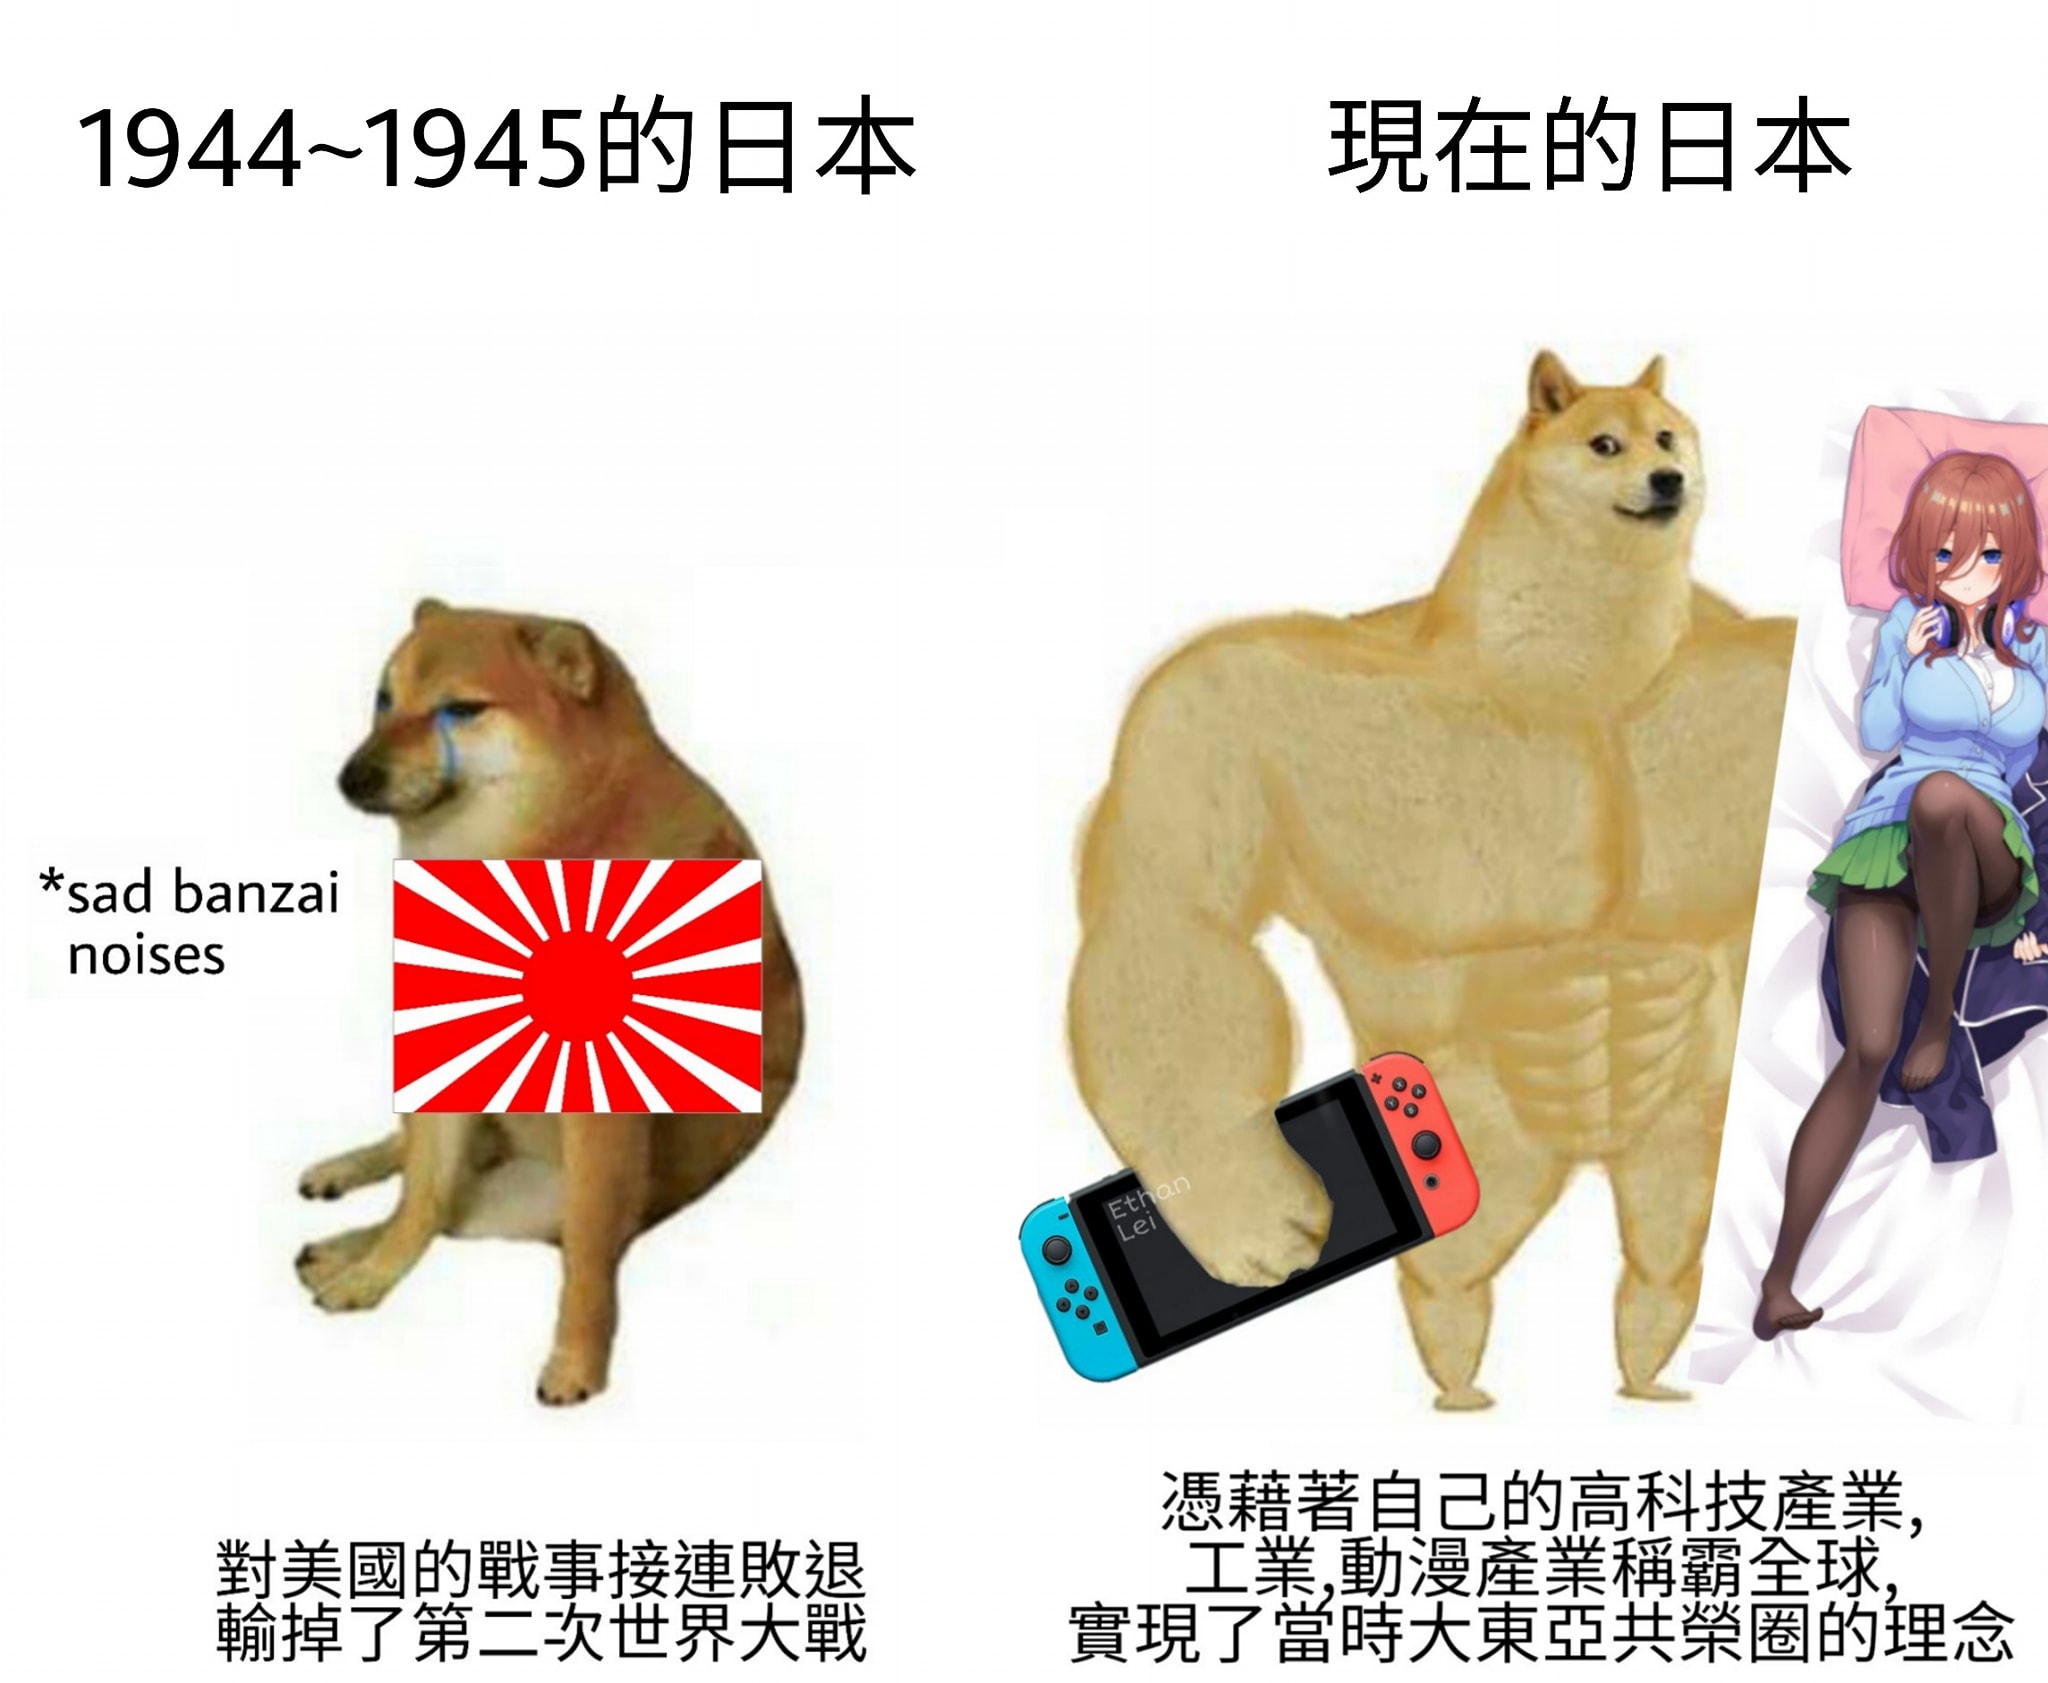 1944~1945的日本
現在的日本
*sad banzai
noises
Ethan
Lei
對美國的戰事接連敗退
輸掉了第二次世界大戰
憑藉著自己的高科技產業,
工業,動漫產業稱霸全球,
實現了當時大東亞共榮圈的理念